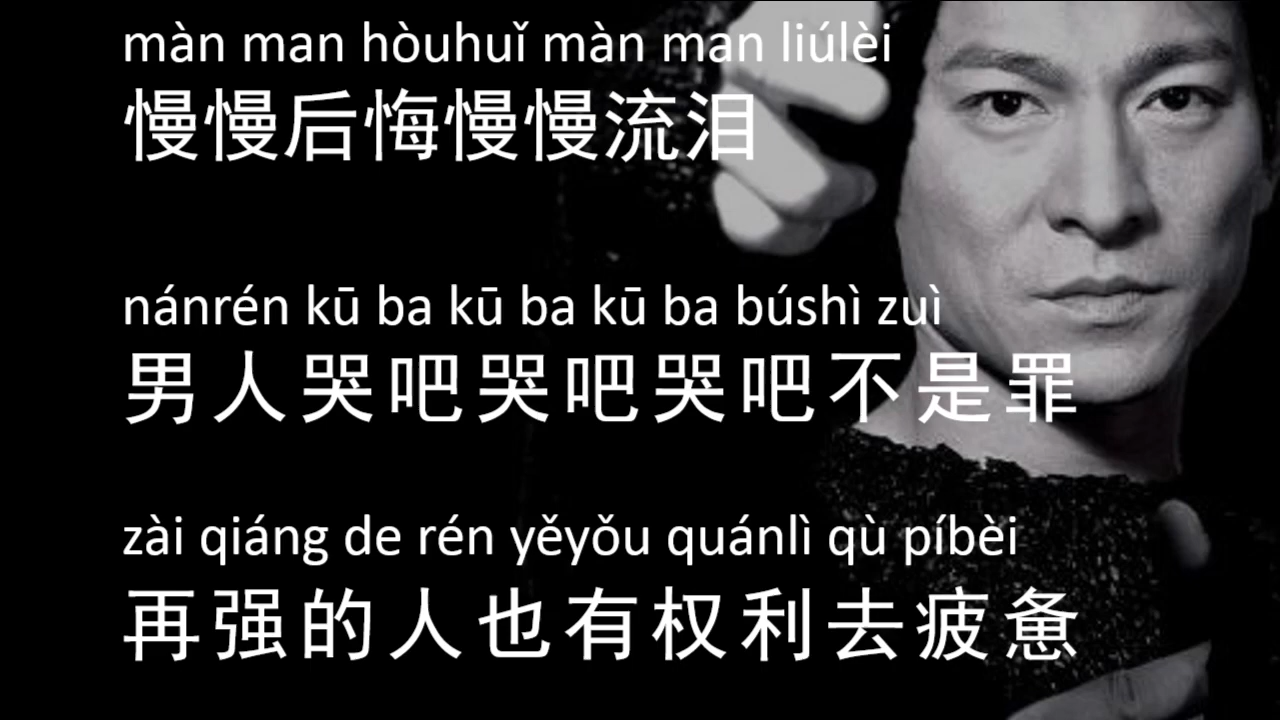 màn man hòuhuǐ màn man liúlèi
慢慢后悔慢慢流泪
nánrén kū ba kū ba kū ba búshì zuì
男人哭吧哭吧哭吧不是罪
zài qiáng de rén yěyǒu quánlì qù píbèi
再强的人也有权利去疲惫